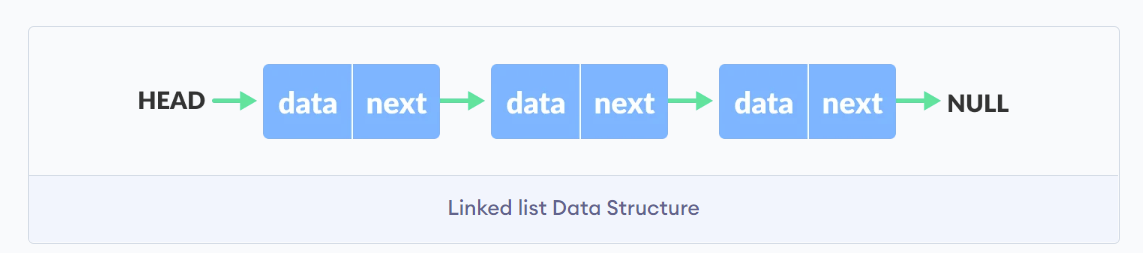 HEAD data next data next data next NULL
Linked list Data Structure